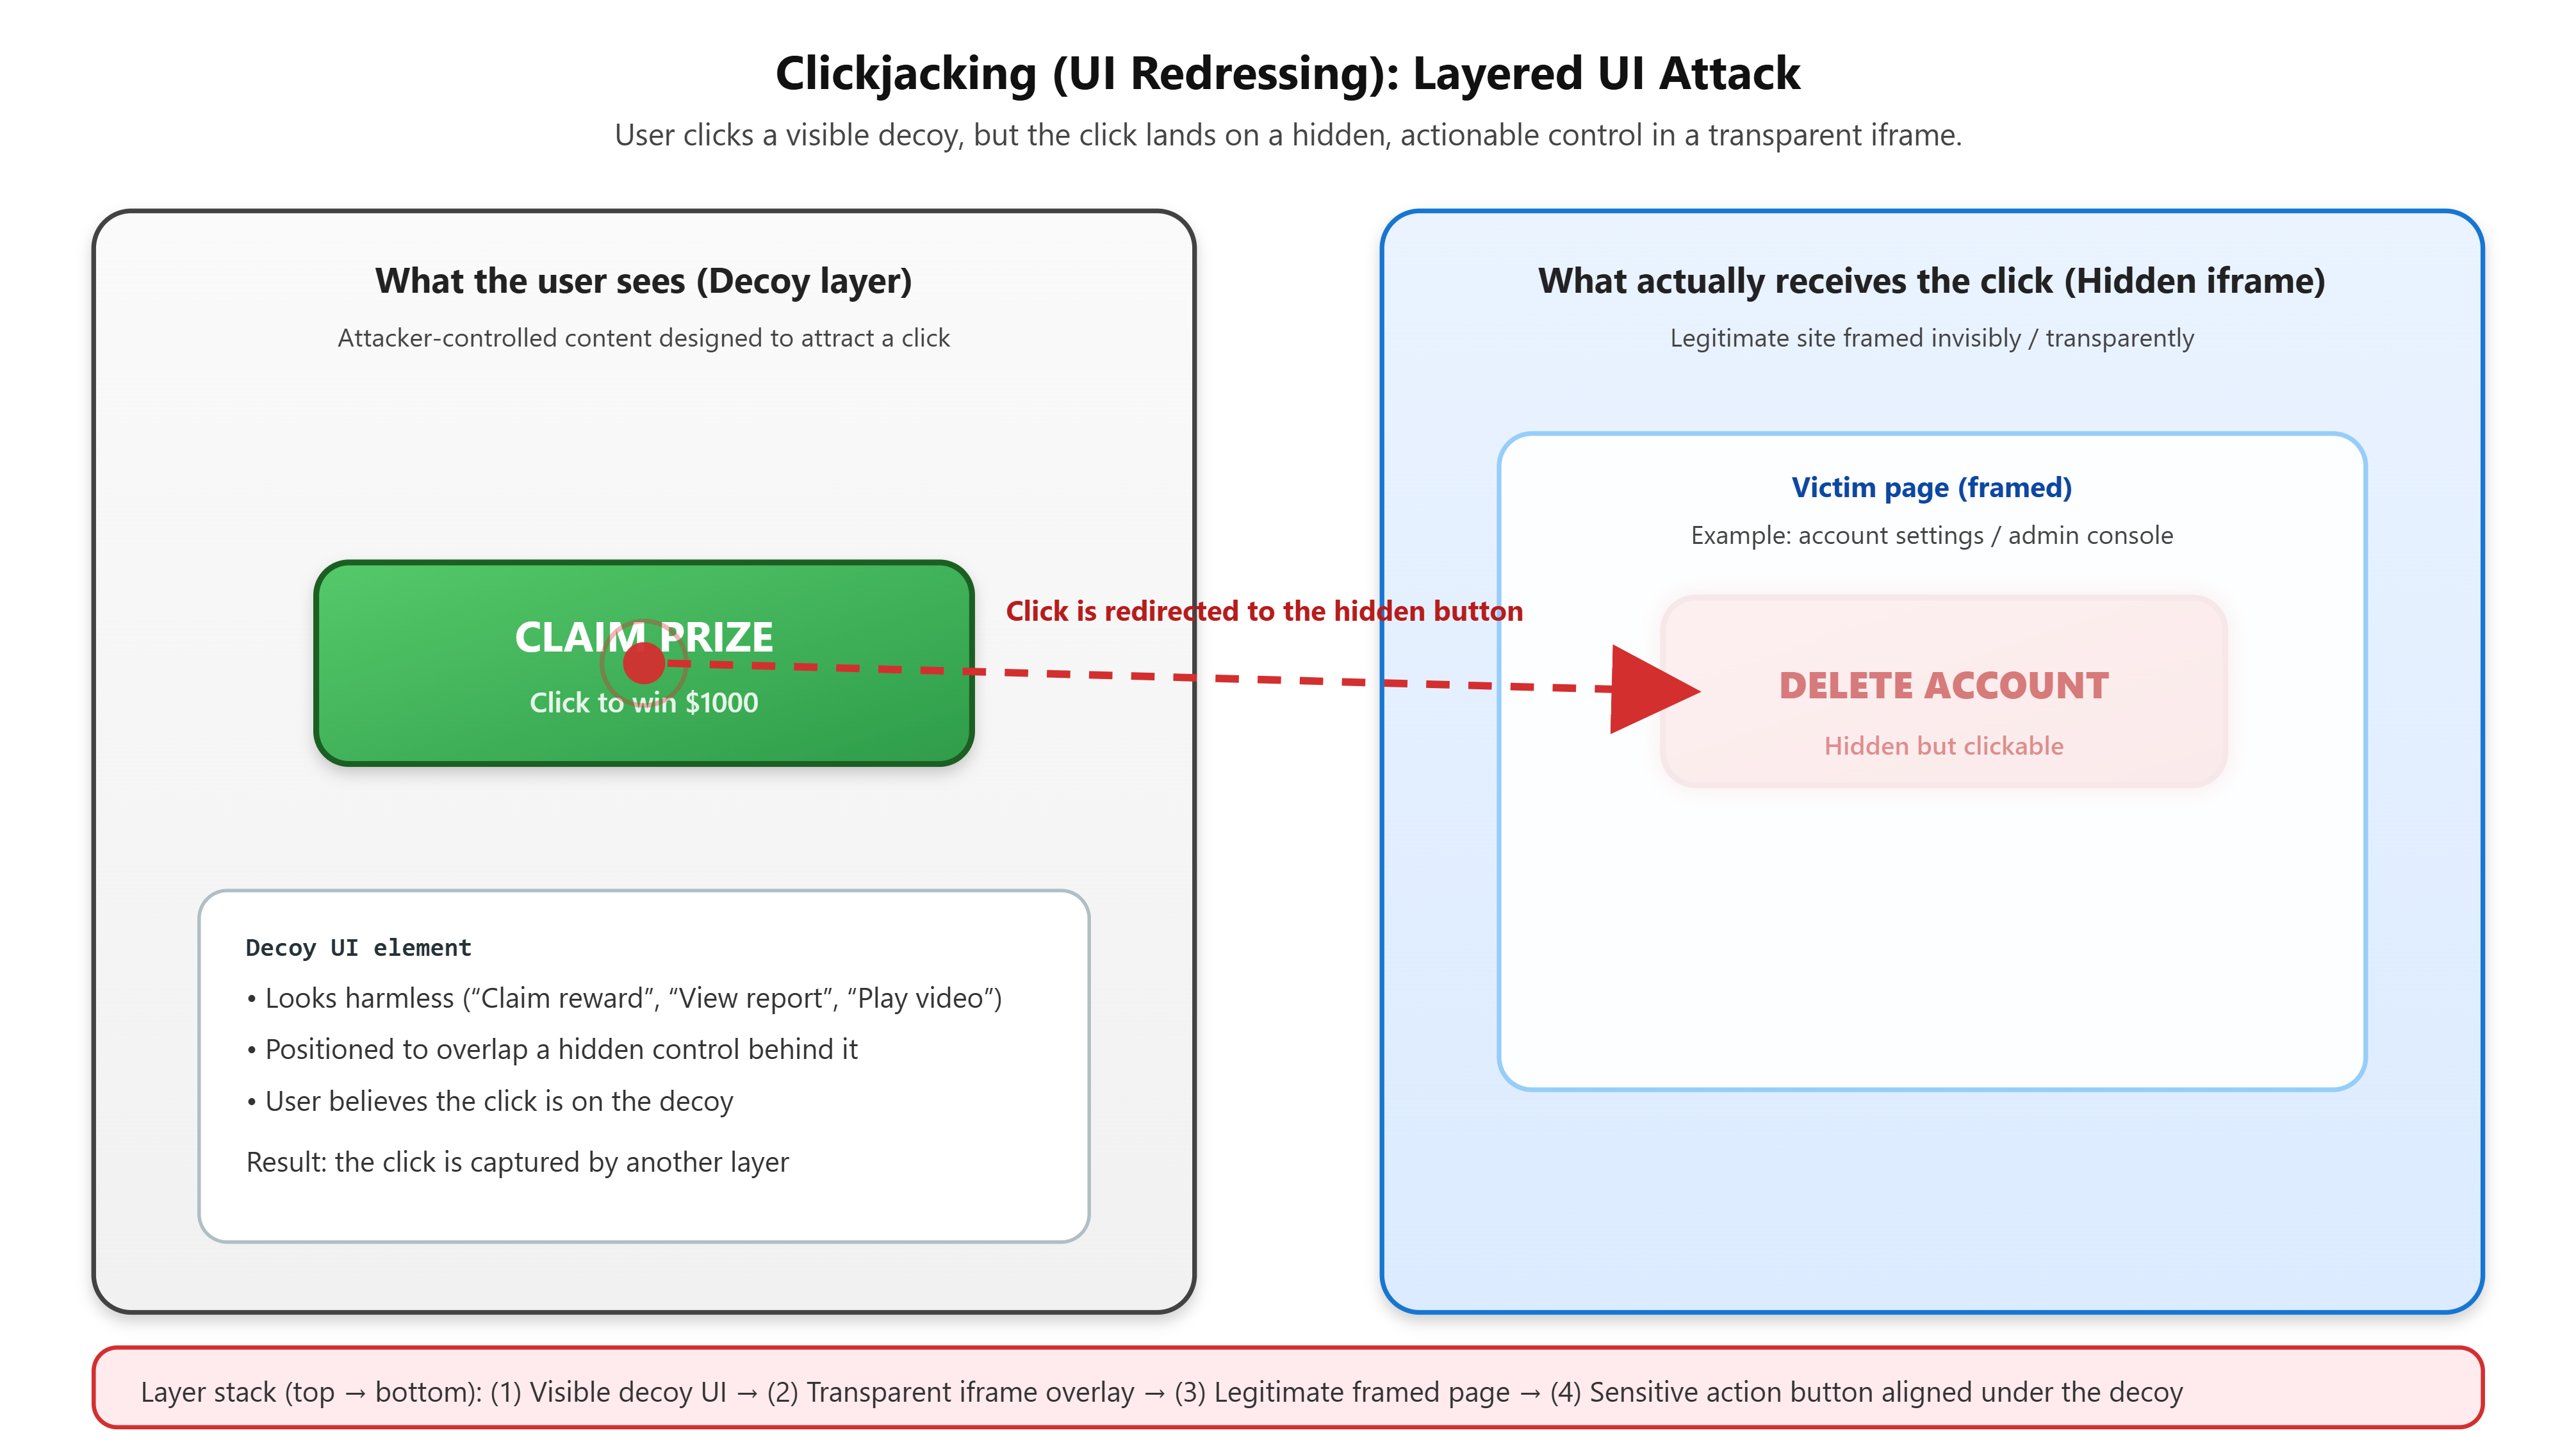 Clickjacking (UI Redressing): Layered UI Attack
User clicks a visible decoy, but the click lands on a hidden, actionable control in a transparent iframe.
What the user sees (Decoy layer)
Attacker-controlled content designed to attract a click
CLAIM PRIZE
Click to win $1000
Decoy UI element
• Looks harmless (“Claim reward”, “View report”, “Play video”)
• Positioned to overlap a hidden control behind it
• User believes the click is on the decoy
Result: the click is captured by another layer
Click is redirected to the hidden button
What actually receives the click (Hidden iframe)
Legitimate site framed invisibly / transparently
Victim page (framed)
Example: account settings / admin console
DELETE ACCOUNT
Hidden but clickable
Layer stack (top → bottom): (1) Visible decoy UI → (2) Transparent iframe overlay → (3) Legitimate framed page → (4) Sensitive action button aligned under the decoy